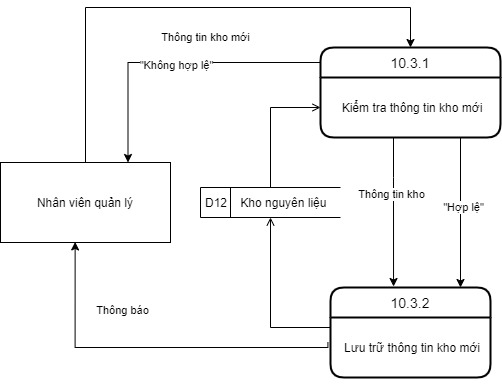 Thông tin kho mới
"Không hợp lệ"
10.3.1
Kiểm tra thông tin kho mới
Nhân viên quản lý
D12
Kho nguyên liệu
Thông tin kho
"Hợp lệ"
Thông báo
10.3.2
Lưu trữ thông tin kho mới